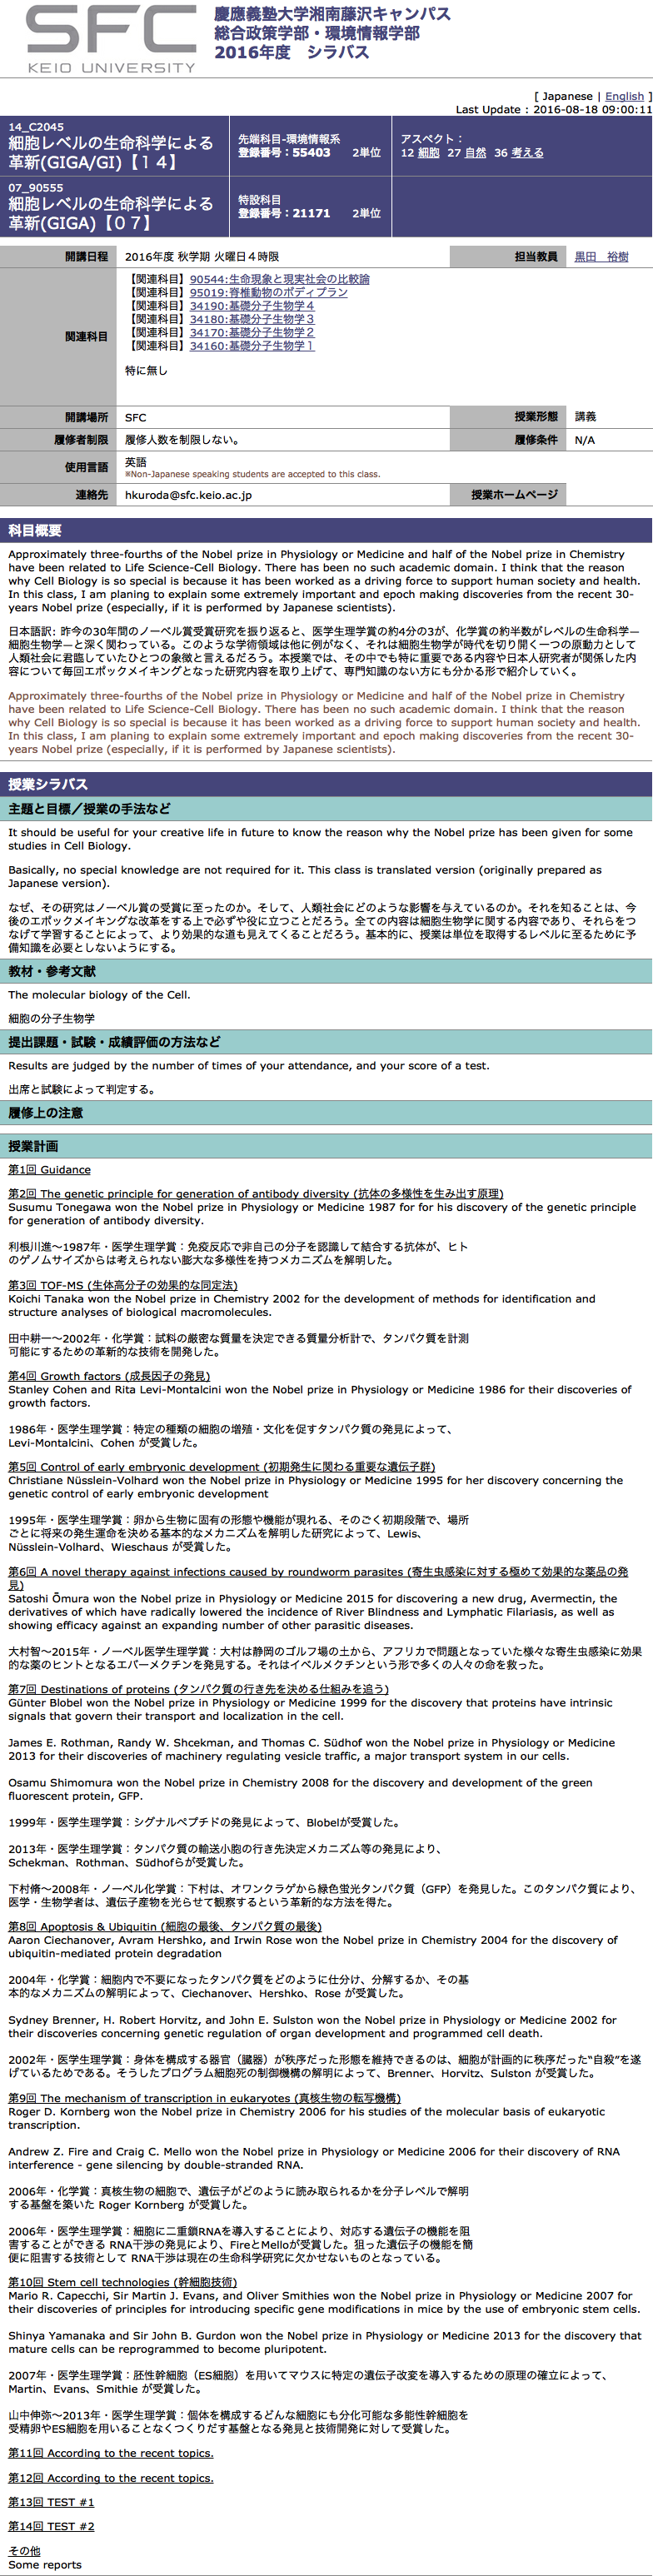 SFC
KEIO UNIVERSITY
慶應義塾大学湘南藤沢キャンパス
総合政策学部・環境情報学部
2016年度 シラバス
[ Japanese | English ]
Last Update : 2016-08-18 09:00:11
14_C2045
細胞レベルの生命科学による
革新(GIGA/GI)【１４】
先端科目-環境情報系
登録番号：55403 2単位
アスペクト：
12 細胞 27 自然 36 考える
07_90555
細胞レベルの生命科学による
革新(GIGA)【０７】
特設科目
登録番号：21171 2単位
開講日程 2016年度 秋学期 火曜日４時限 担当教員 黒田 裕樹
関連科目
【関連科目】90544:生命現象と現実社会の比較論
【関連科目】95019:脊椎動物のボディプラン
【関連科目】34190:基礎分子生物学４
【関連科目】34180:基礎分子生物学３
【関連科目】34170:基礎分子生物学２
【関連科目】34160:基礎分子生物学１
特に無し
開講場所 SFC 授業形態 講義
履修者制限 履修人数を制限しない。 履修条件 N/A
使用言語 英語
※Non-Japanese speaking students are accepted to this class.
連絡先 hkuroda@sfc.keio.ac.jp 授業ホームページ
科目概要
Approximately three-fourths of the Nobel prize in Physiology or Medicine and half of the Nobel prize in Chemistry
have been related to Life Science-Cell Biology. There has been no such academic domain. I think that the reason
why Cell Biology is so special is because it has been worked as a driving force to support human society and health.
In this class, I am planing to explain some extremely important and epoch making discoveries from the recent 30-
years Nobel prize (especially, if it is performed by Japanese scientists).
日本語訳: 昨今の30年間のノーベル賞受賞研究を振り返ると、医学生理学賞の約4分の3が、化学賞の約半数がレベルの生命科学―
細胞生物学―と深く関わっている。このような学術領域は他に例がなく、それは細胞生物学が時代を切り開く一つの原動力として
人類社会に君臨していたひとつの象徴と言えるだろう。本授業では、その中でも特に重要である内容や日本人研究者が関係した内
容について毎回エポックメイキングとなった研究内容を取り上げて、専門知識のない方にも分かる形で紹介していく。
Approximately three-fourths of the Nobel prize in Physiology or Medicine and half of the Nobel prize in Chemistry
have been related to Life Science-Cell Biology. There has been no such academic domain. I think that the reason
why Cell Biology is so special is because it has been worked as a driving force to support human society and health.
In this class, I am planing to explain some extremely important and epoch making discoveries from the recent 30-
years Nobel prize (especially, if it is performed by Japanese scientists).
授業シラバス
主題と目標／授業の手法など
It should be useful for your creative life in future to know the reason why the Nobel prize has been given for some
studies in Cell Biology.
Basically, no special knowledge are not required for it. This class is translated version (originally prepared as
Japanese version).
なぜ、その研究はノーベル賞の受賞に至ったのか。そして、人類社会にどのような影響を与えているのか。それを知ることは、今
後のエポックメイキングな改革をする上で必ずや役に立つことだろう。全ての内容は細胞生物学に関する内容であり、それらをつ
なげて学習することによって、より効果的な道も見えてくることだろう。基本的に、授業は単位を取得するレベルに至るために予
備知識を必要としないようにする。
教材・参考文献
The molecular biology of the Cell.
細胞の分子生物学
提出課題・試験・成績評価の方法など
Results are judged by the number of times of your attendance, and your score of a test.
出席と試験によって判定する。
履修上の注意
授業計画
第1回 Guidance
第2回 The genetic principle for generation of antibody diversity (抗体の多様性を生み出す原理)
Susumu Tonegawa won the Nobel prize in Physiology or Medicine 1987 for for his discovery of the genetic principle
for generation of antibody diversity.
利根川進～1987年・医学生理学賞：免疫反応で非自己の分子を認識して結合する抗体が、ヒト
のゲノムサイズからは考えられない膨大な多様性を持つメカニズムを解明した。
第3回 TOF-MS (生体高分子の効果的な同定法)
Koichi Tanaka won the Nobel prize in Chemistry 2002 for the development of methods for identification and
structure analyses of biological macromolecules.
田中耕一～2002年・化学賞：試料の厳密な質量を決定できる質量分析計で、タンパク質を計測
可能にするための革新的な技術を開発した。
第4回 Growth factors (成長因子の発見)
Stanley Cohen and Rita Levi-Montalcini won the Nobel prize in Physiology or Medicine 1986 for their discoveries of
growth factors.
1986年・医学生理学賞：特定の種類の細胞の増殖・文化を促すタンパク質の発見によって、
Levi-Montalcini、Cohen が受賞した。
第5回 Control of early embryonic development (初期発生に関わる重要な遺伝子群)
Christiane Nüsslein-Volhard won the Nobel prize in Physiology or Medicine 1995 for her discovery concerning the
genetic control of early embryonic development
1995年・医学生理学賞：卵から生物に固有の形態や機能が現れる、そのごく初期段階で、場所
ごとに将来の発生運命を決める基本的なメカニズムを解明した研究によって、Lewis、
Nüsslein-Volhard、Wieschaus が受賞した。
第6回 A novel therapy against infections caused by roundworm parasites (寄生虫感染に対する極めて効果的な薬品の発
見)
Satoshi Ōmura won the Nobel prize in Physiology or Medicine 2015 for discovering a new drug, Avermectin, the
derivatives of which have radically lowered the incidence of River Blindness and Lymphatic Filariasis, as well as
showing efficacy against an expanding number of other parasitic diseases.
大村智～2015年・ノーベル医学生理学賞：大村は静岡のゴルフ場の土から、アフリカで問題となっていた様々な寄生虫感染に効果
的な薬のヒントとなるエバーメクチンを発見する。それはイベルメクチンという形で多くの人々の命を救った。
第7回 Destinations of proteins (タンパク質の行き先を決める仕組みを追う)
Günter Blobel won the Nobel prize in Physiology or Medicine 1999 for the discovery that proteins have intrinsic
signals that govern their transport and localization in the cell.
James E. Rothman, Randy W. Shcekman, and Thomas C. Südhof won the Nobel prize in Physiology or Medicine
2013 for their discoveries of machinery regulating vesicle traffic, a major transport system in our cells.
Osamu Shimomura won the Nobel prize in Chemistry 2008 for the discovery and development of the green
fluorescent protein, GFP.
1999年・医学生理学賞：シグナルペプチドの発見によって、Blobelが受賞した。
2013年・医学生理学賞：タンパク質の輸送小胞の行き先決定メカニズム等の発見により、
Schekman、Rothman、Südhofらが受賞した。
下村脩～2008年・ノーベル化学賞：下村は、オワンクラゲから緑色蛍光タンパク質（GFP）を発見した。このタンパク質により、
医学・生物学者は、遺伝子産物を光らせて観察するという革新的な方法を得た。
第8回 Apoptosis & Ubiquitin (細胞の最後、タンパク質の最後)
Aaron Ciechanover, Avram Hershko, and Irwin Rose won the Nobel prize in Chemistry 2004 for the discovery of
ubiquitin-mediated protein degradation
2004年・化学賞：細胞内で不要になったタンパク質をどのように仕分け、分解するか、その基
本的なメカニズムの解明によって、Ciechanover、Hershko、Rose が受賞した。
Sydney Brenner, H. Robert Horvitz, and John E. Sulston won the Nobel prize in Physiology or Medicine 2002 for
their discoveries concerning genetic regulation of organ development and programmed cell death.
2002年・医学生理学賞：身体を構成する器官（臓器）が秩序だった形態を維持できるのは、細胞が計画的に秩序だった“自殺”を遂
げているためである。そうしたプログラム細胞死の制御機構の解明によって、Brenner、Horvitz、Sulston が受賞した。
第9回 The mechanism of transcription in eukaryotes (真核生物の転写機構)
Roger D. Kornberg won the Nobel prize in Chemistry 2006 for his studies of the molecular basis of eukaryotic
transcription.
Andrew Z. Fire and Craig C. Mello won the Nobel prize in Physiology or Medicine 2006 for their discovery of RNA
interference - gene silencing by double-stranded RNA.
2006年・化学賞：真核生物の細胞で、遺伝子がどのように読み取られるかを分子レベルで解明
する基盤を築いた Roger Kornberg が受賞した。
2006年・医学生理学賞：細胞に二重鎖RNAを導入することにより、対応する遺伝子の機能を阻
害することができる RNA干渉の発見により、FireとMelloが受賞した。狙った遺伝子の機能を簡
便に阻害する技術として RNA干渉は現在の生命科学研究に欠かせないものとなっている。
第10回 Stem cell technologies (幹細胞技術)
Mario R. Capecchi, Sir Martin J. Evans, and Oliver Smithies won the Nobel prize in Physiology or Medicine 2007 for
their discoveries of principles for introducing specific gene modifications in mice by the use of embryonic stem cells.
Shinya Yamanaka and Sir John B. Gurdon won the Nobel prize in Physiology or Medicine 2013 for the discovery that
mature cells can be reprogrammed to become pluripotent.
2007年・医学生理学賞：胚性幹細胞（ES細胞）を用いてマウスに特定の遺伝子改変を導入するための原理の確立によって、
Martin、Evans、Smithie が受賞した。
山中伸弥～2013年・医学生理学賞：個体を構成するどんな細胞にも分化可能な多能性幹細胞を
受精卵やES細胞を用いることなくつくりだす基盤となる発見と技術開発に対して受賞した。
第11回 According to the recent topics.
第12回 According to the recent topics.
第13回 TEST #1
第14回 TEST #2
その他
Some reports